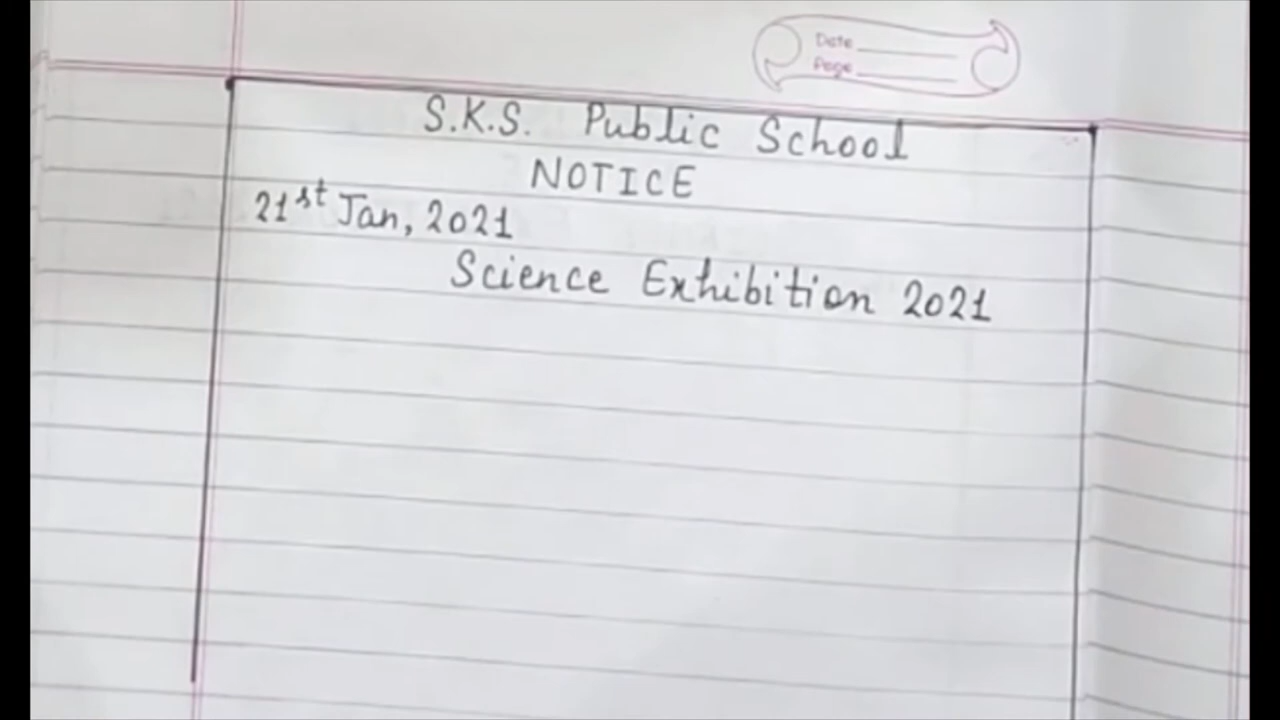 Date
Page
S.K.S. Public School
NOTICE
21st Jan, 2021
Science Exhibition 2021